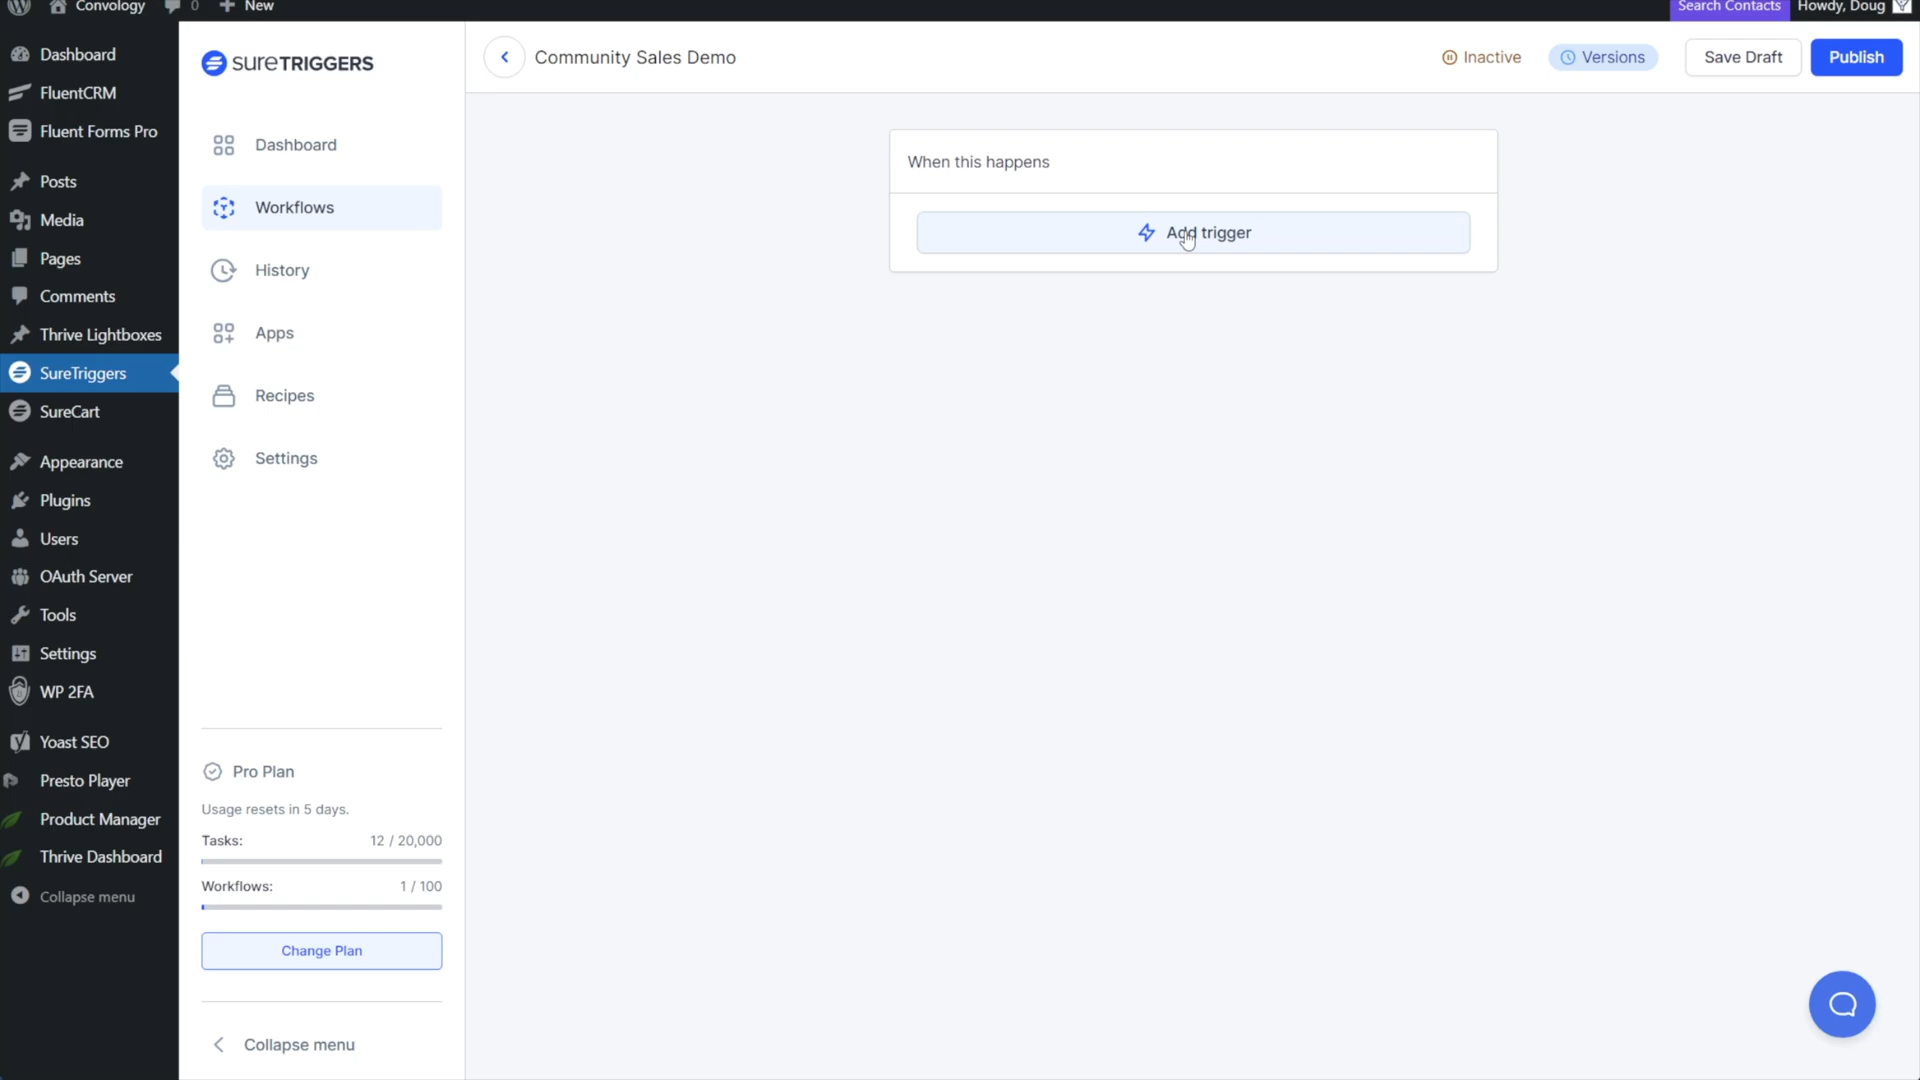 Convology
0
New
Search Contacts
Howdy, Doug
Dashboard
FluentCRM
Fluent Forms Pro
Posts
Media
Pages
Comments
Thrive Lightboxes
SureTriggers
SureCart
Appearance
Plugins
Users
OAuth Server
Tools
Settings
WP 2FA
Yoast SEO
Presto Player
Product Manager
Thrive Dashboard
Collapse menu
SureTRIGGERS
Dashboard
Workflows
History
Apps
Recipes
Settings
Pro Plan
Usage resets in 5 days.
Tasks: 12 / 20,000
Workflows: 1 / 100
Change Plan
Collapse menu
Community Sales Demo
Inactive
Versions
Save Draft
Publish
When this happens
Add trigger